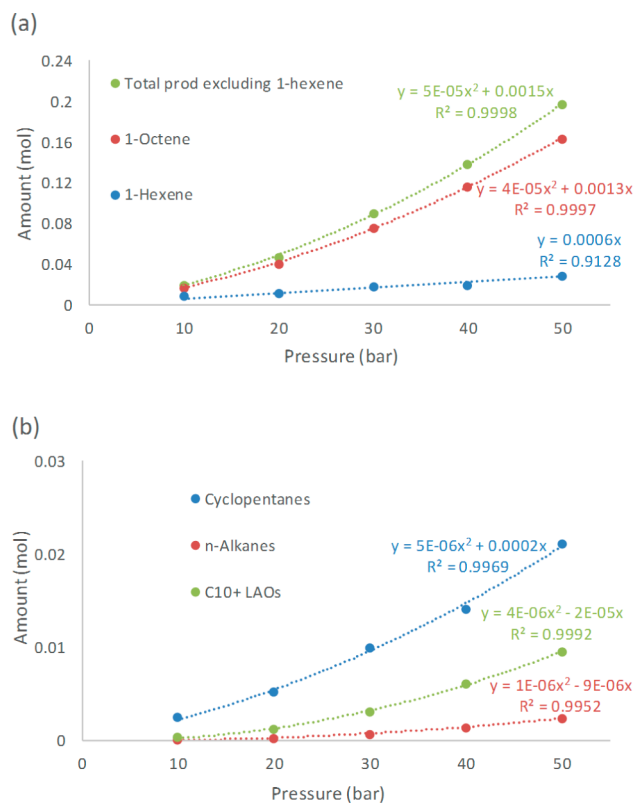 (a)
0.24
0.2
0.16
0.12
0.08
0.04
0
Amount (mol)
Total prod excluding 1-hexene
1-Octene
1-Hexene
y = 5E-05x² + 0.0015x
R² = 0.9998
y = 4E-05x² + 0.0013x
R² = 0.9997
y = 0.0006x
R² = 0.9128
0 10 20 30 40 50
Pressure (bar)
(b)
0.03
0.02
0.01
0
Amount (mol)
Cyclopentanes
n-Alkanes
C10+ LAOs
y = 5E-06x² + 0.0002x
R² = 0.9969
y = 4E-06x² - 2E-05x
R² = 0.9992
y = 1E-06x² - 9E-06x
R² = 0.9952
0 10 20 30 40 50
Pressure (bar)